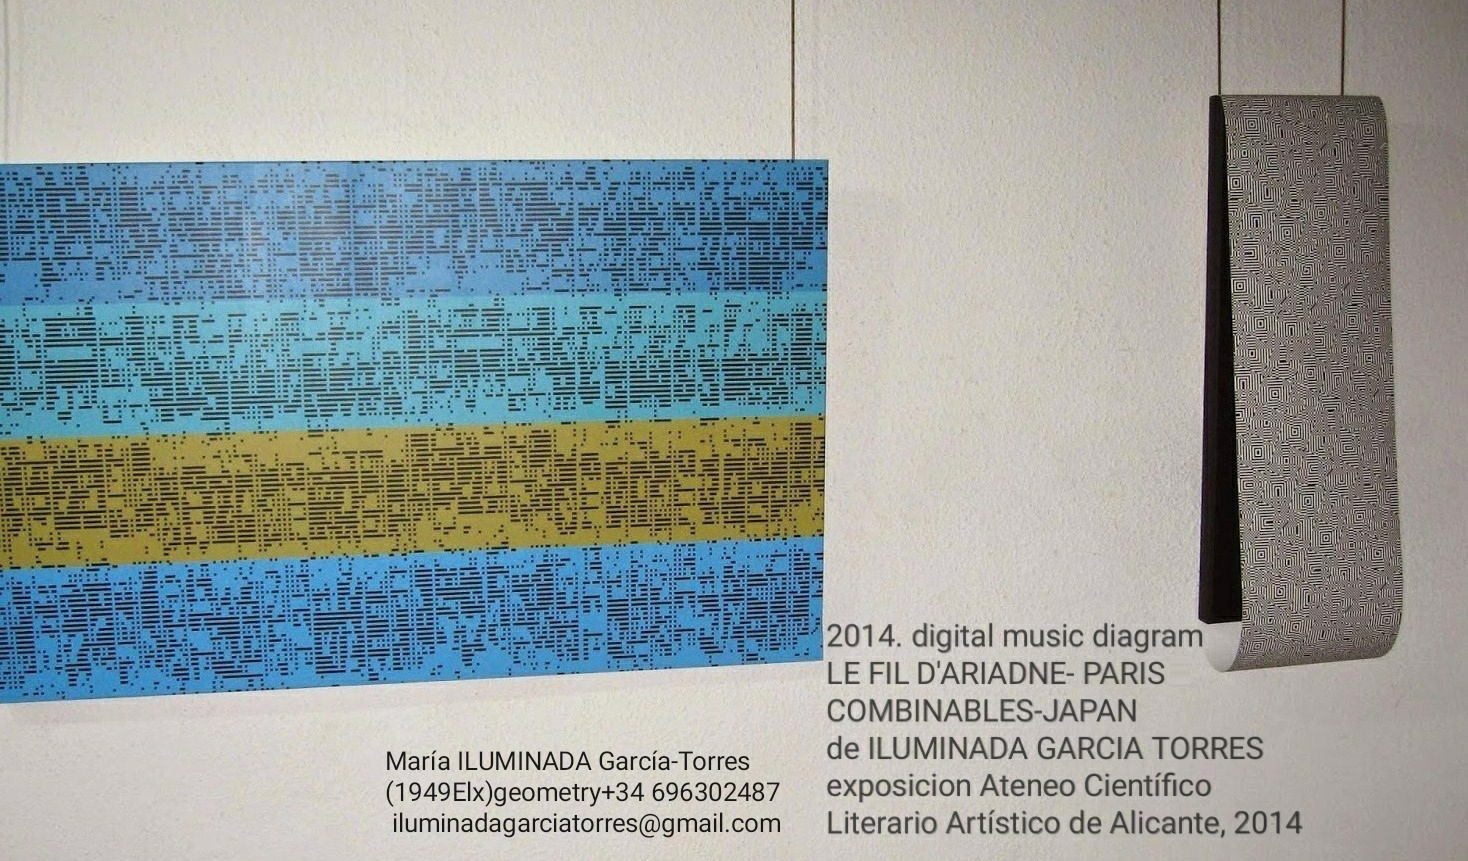 2014. digital music diagram
LE FIL D'ARIADNE- PARIS
COMBINABLES-JAPAN
de ILUMINADA GARCIA TORRES
exposicion Ateneo Científico
Literario Artístico de Alicante, 2014
María ILUMINADA García-Torres
(1949Elx)geometry+34 696302487
iluminadagarciatorres@gmail.com